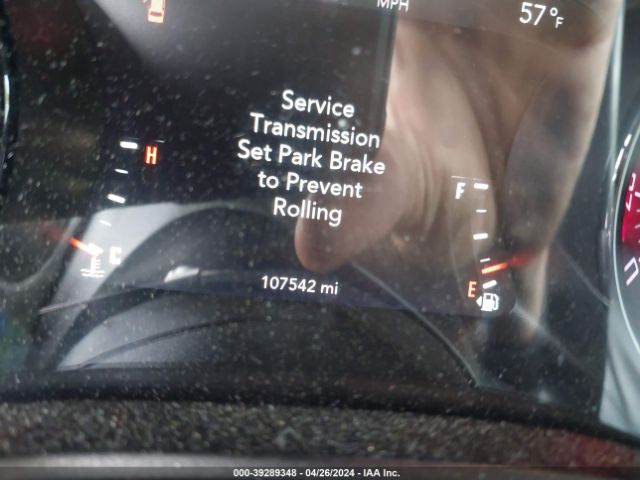 MPH
57°F
Service
Transmission
Set Park Brake
to Prevent
Rolling
H
F
C
E
107542 mi
000-39289348 - 04/26/2024 - IAA Inc.